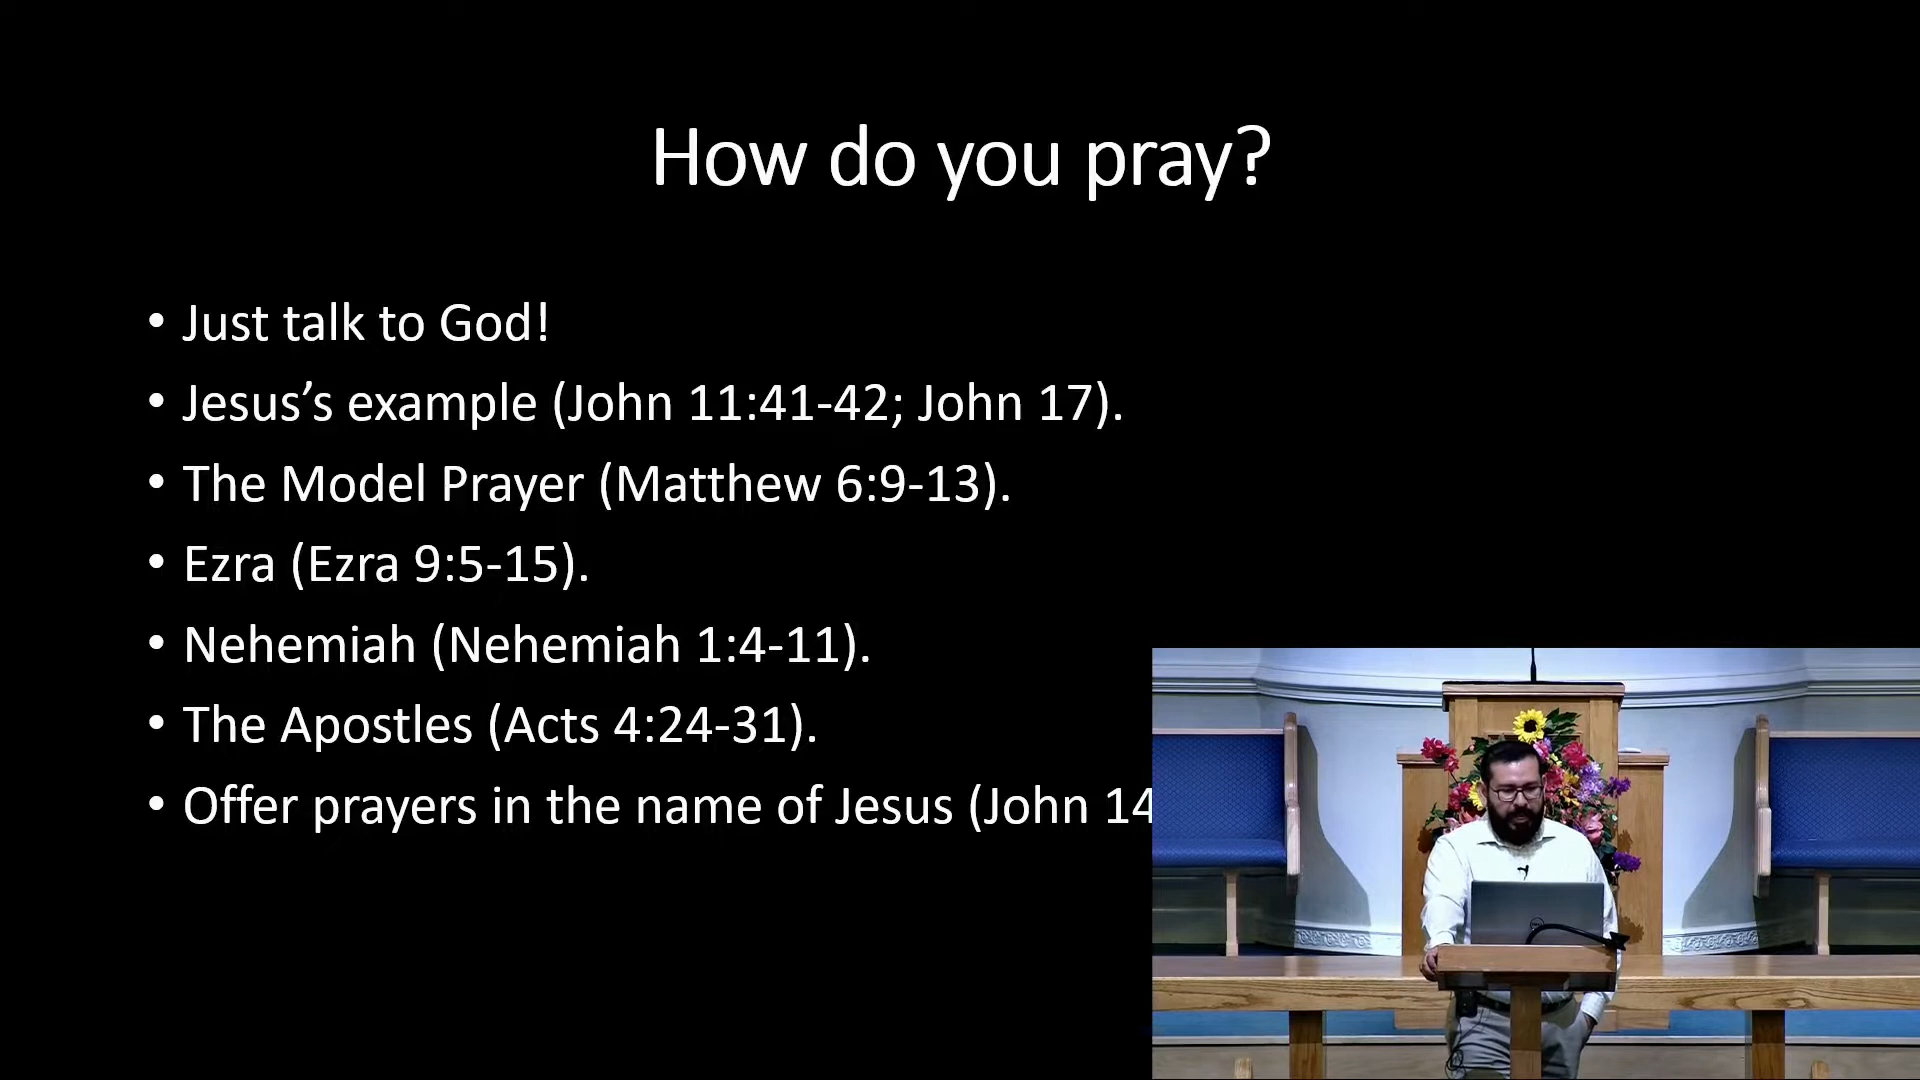 How do you pray?
• Just talk to God!
• Jesus’s example (John 11:41-42; John 17).
• The Model Prayer (Matthew 6:9-13).
• Ezra (Ezra 9:5-15).
• Nehemiah (Nehemiah 1:4-11).
• The Apostles (Acts 4:24-31).
• Offer prayers in the name of Jesus (John 14